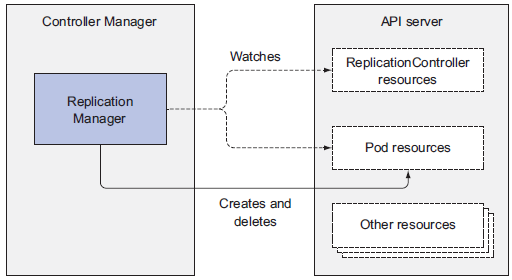 Controller Manager
API server
Watches
ReplicationController
resources
Replication
Manager
Pod resources
Creates and
deletes
Other resources